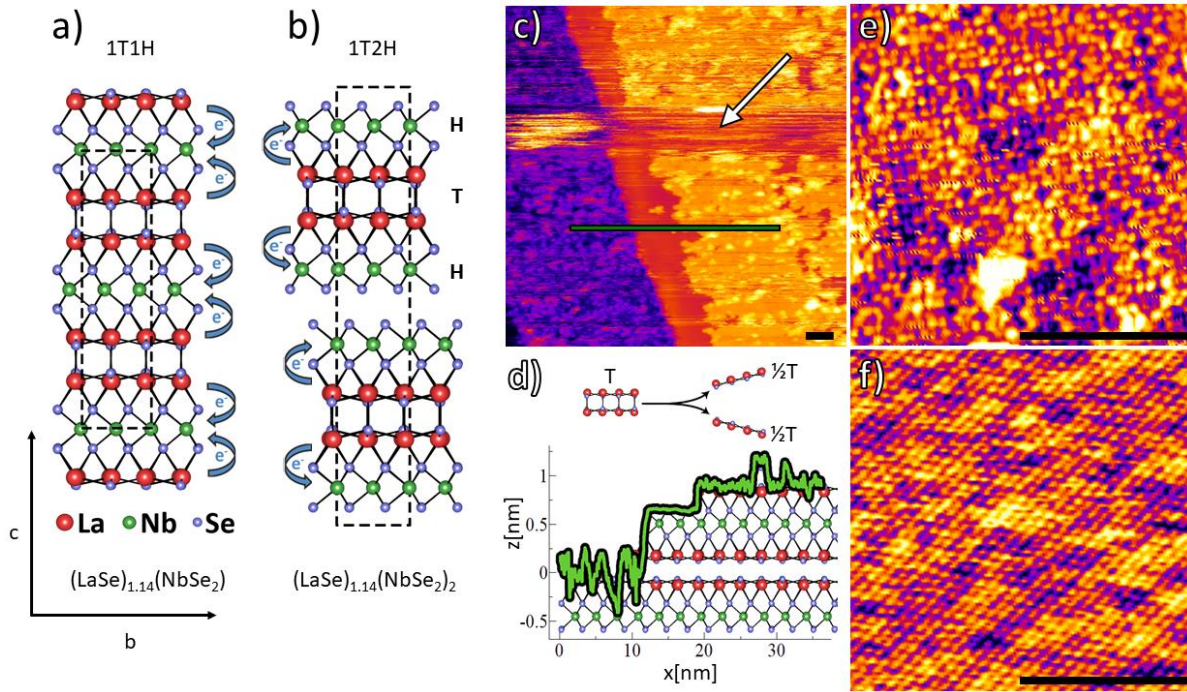 a)
1T1H
e⁻
e⁻
e⁻
e⁻
e⁻
e⁻
La Nb Se
c
(LaSe)₁.₁₄(NbSe₂)
b
b)
1T2H
H
e⁻
T
e⁻
H
e⁻
e⁻
(LaSe)₁.₁₄(NbSe₂)₂
c)
d)
T
½T
½T
z[nm]
1
0.5
0
-0.5
0 10 20 30
x[nm]
e)
f)